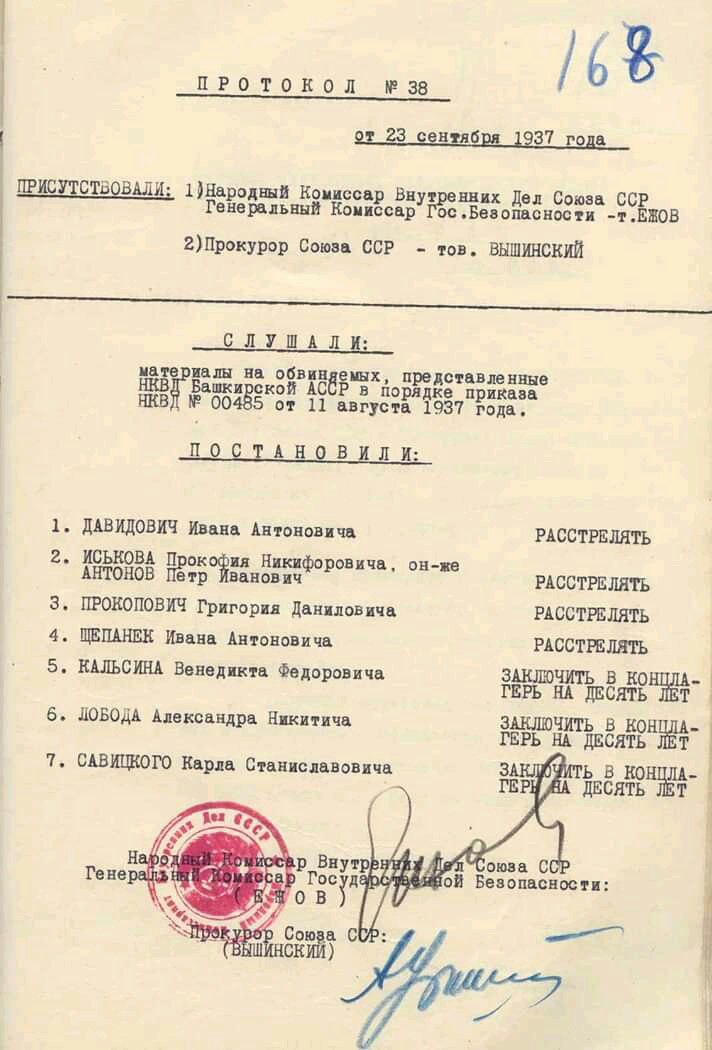 168
ПРОТОКОЛ № 38
от 23 сентября 1937 года
ПРИСУТСТВОВАЛИ: 1)Народный Комиссар Внутренних Дел Союза ССР
Генеральный Комиссар Гос.Безопасности -т.ЕЖОВ
2)Прокурор Союза ССР - тов. ВЫШИНСКИЙ
СЛУШАЛИ:
материалы на обвиняемых, представленные
НКВД Башкирской АССР в порядке приказа
НКВД № 00485 от 11 августа 1937 года.
ПОСТАНОВИЛИ:
1. ДАВИДОВИЧ Ивана Антоновича РАССТРЕЛЯТЬ
2. ИСЬКОВА Прокофия Никифоровича, он-же
АНТОНОВ Петр Иванович РАССТРЕЛЯТЬ
3. ПРОКОПОВИЧ Григория Даниловича РАССТРЕЛЯТЬ
4. ЩЕПАНЕК Ивана Антоновича РАССТРЕЛЯТЬ
5. КАЛЬСИНА Венедикта Федоровича ЗАКЛЮЧИТЬ В КОНЦЛА-
ГЕРЬ НА ДЕСЯТЬ ЛЕТ
6. ЛОБОДА Александра Никитича ЗАКЛЮЧИТЬ В КОНЦЛА-
ГЕРЬ НА ДЕСЯТЬ ЛЕТ
7. САВИЦКОГО Карла Станиславовича ЗАКЛЮЧИТЬ В КОНЦЛА-
ГЕРЬ НА ДЕСЯТЬ ЛЕТ
Внутренних Дел СССР
Народный Комиссар Внутренних Дел Союза ССР
Генеральный Комиссар Государственной Безопасности:
(ЕЖОВ)
Прокурор Союза ССР:
(ВЫШИНСКИЙ)